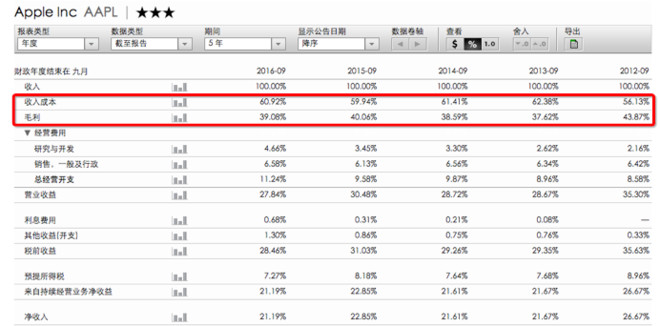 Apple Inc AAPL | ★★★
报表类型 数据类型 期间 显示公告日期 数据卷轴 查看 舍入 导出
年度 截至报告 5 年 降序 $ % 1.0 .0 .0
财政年度结束在 九月 2016-09 2015-09 2014-09 2013-09 2012-09
收入 100.00% 100.00% 100.00% 100.00% 100.00%
收入成本 60.92% 59.94% 61.41% 62.38% 56.13%
毛利 39.08% 40.06% 38.59% 37.62% 43.87%
▼ 经营费用
研究与开发 4.66% 3.45% 3.30% 2.62% 2.16%
销售，一般及行政 6.58% 6.13% 6.56% 6.34% 6.42%
总经营开支 11.24% 9.58% 9.87% 8.96% 8.58%
营业收益 27.84% 30.48% 28.72% 28.67% 35.30%
利息费用 0.68% 0.31% 0.21% 0.08% —
其他收益(开支) 1.30% 0.86% 0.75% 0.76% 0.33%
税前收益 28.46% 31.03% 29.26% 29.35% 35.63%
预提所得税 7.27% 8.18% 7.64% 7.68% 8.96%
来自持续经营业务净收益 21.19% 22.85% 21.61% 21.67% 26.67%
净收入 21.19% 22.85% 21.61% 21.67% 26.67%